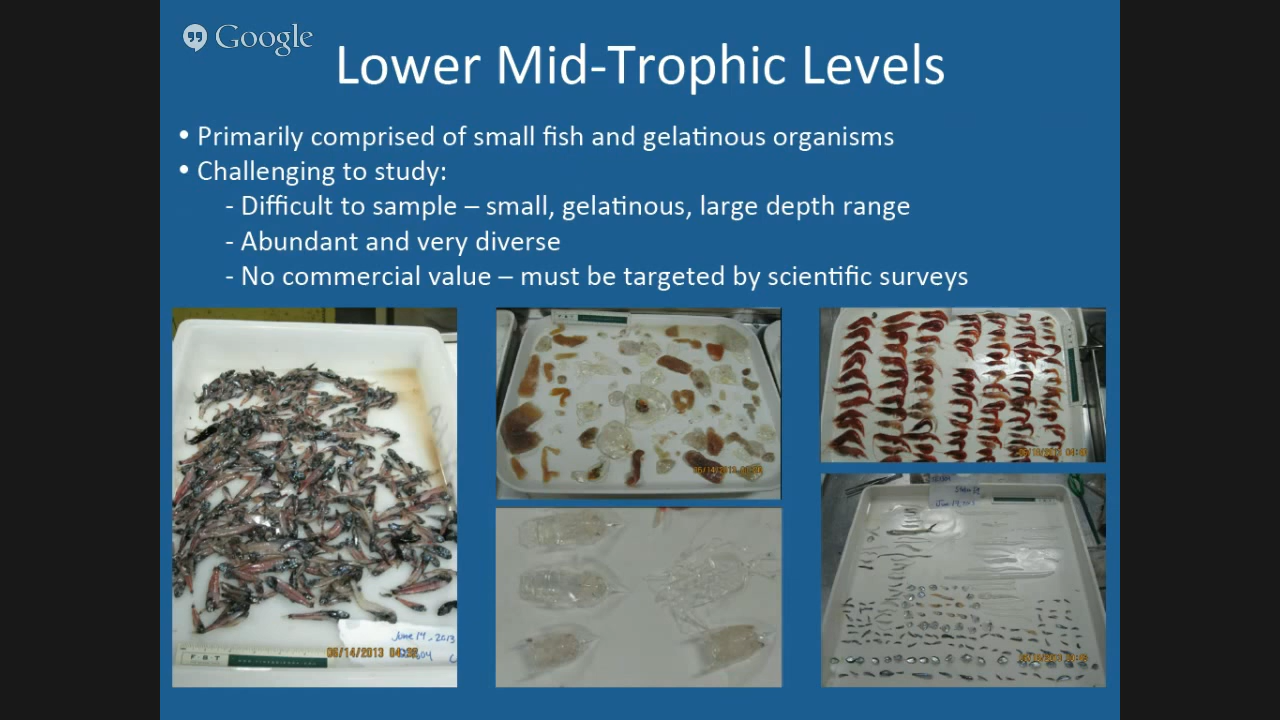 Google
Lower Mid-Trophic Levels
• Primarily comprised of small fish and gelatinous organisms
• Challenging to study:
- Difficult to sample – small, gelatinous, large depth range
- Abundant and very diverse
- No commercial value – must be targeted by scientific surveys
June 19, 2013
06/14/2013 04:
F B T